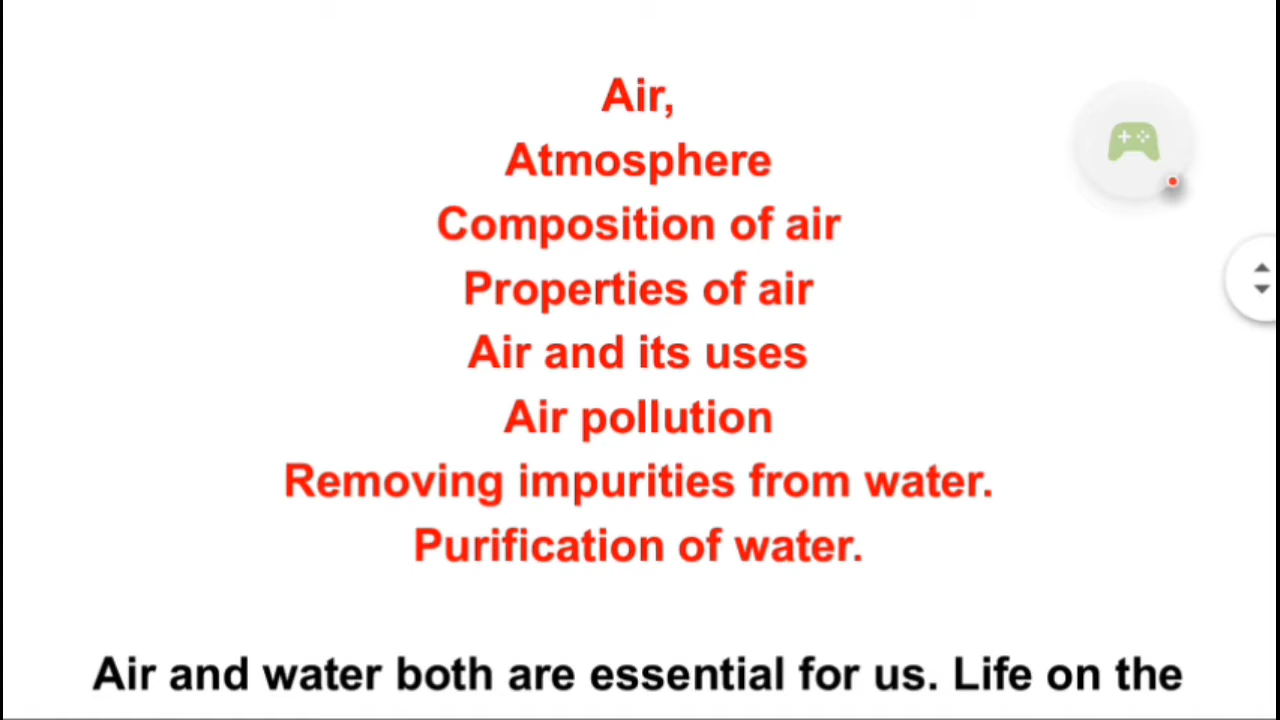 Air,
Atmosphere
Composition of air
Properties of air
Air and its uses
Air pollution
Removing impurities from water.
Purification of water.
Air and water both are essential for us. Life on the